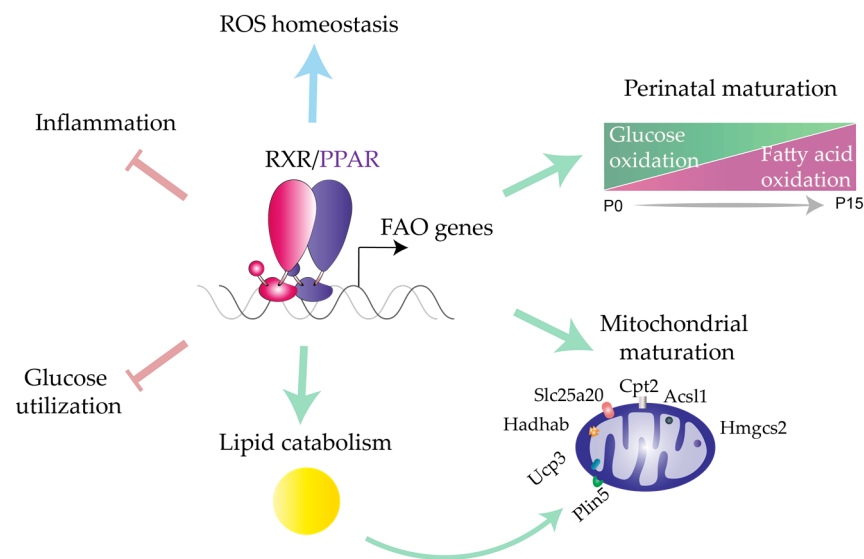 ROS homeostasis
Inflammation
RXR/PPAR
FAO genes
Perinatal maturation
Glucose
oxidation
Fatty acid
oxidation
P0
P15
Glucose
utilization
Lipid catabolism
Mitochondrial
maturation
Slc25a20
Cpt2
Acsl1
Hadhab
Hmgcs2
Ucp3
Plin5